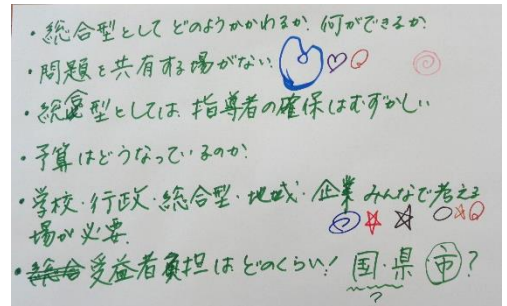 ・総合型としてどのようかかわるか、何ができるか
・問題を共有する場がない。
・総合型としては、指導者の確保はむずかしい
・予算はどうなっているのか。
・学校・行政・総合型・地域・企業 みんなで考える
場が必要。
・受益者負担はどのくらい! 国・県 市?
?